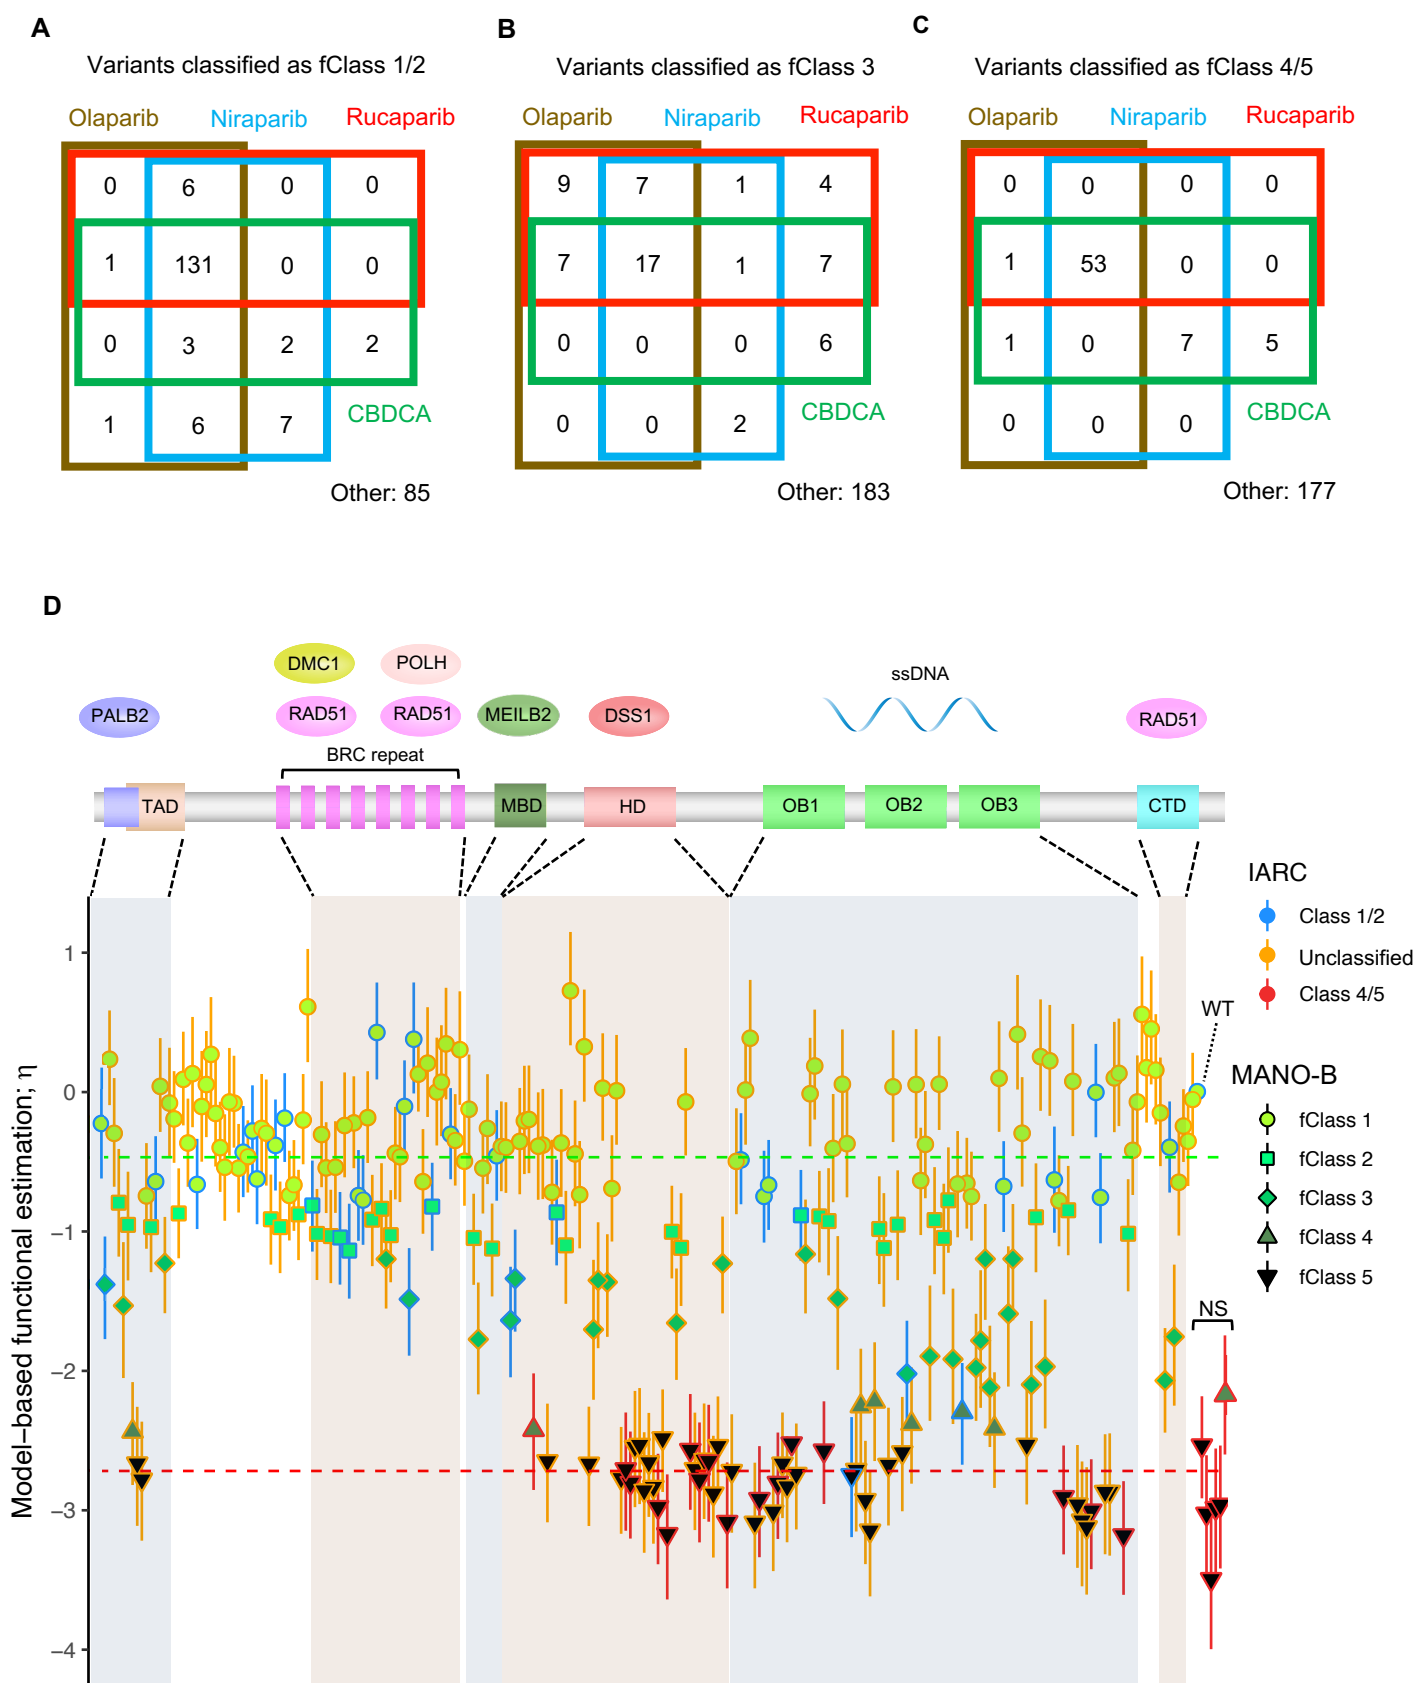 A
Variants classified as fClass 1/2
Olaparib Niraparib Rucaparib
0 6 0 0
1 131 0 0
0 3 2 2
1 6 7 CBDCA
Other: 85
B
Variants classified as fClass 3
Olaparib Niraparib Rucaparib
9 7 1 4
7 17 1 7
0 0 0 6
0 0 2 CBDCA
Other: 183
C
Variants classified as fClass 4/5
Olaparib Niraparib Rucaparib
0 0 0 0
1 53 0 0
1 0 7 5
0 0 0 CBDCA
Other: 177
D
DMC1 POLH
PALB2 RAD51 RAD51 MEILB2 DSS1 ssDNA RAD51
BRC repeat
TAD MBD HD OB1 OB2 OB3 CTD
Model−based functional estimation; η
1
0
−1
−2
−3
−4
WT
NS
IARC
Class 1/2
Unclassified
Class 4/5
MANO-B
fClass 1
fClass 2
fClass 3
fClass 4
fClass 5